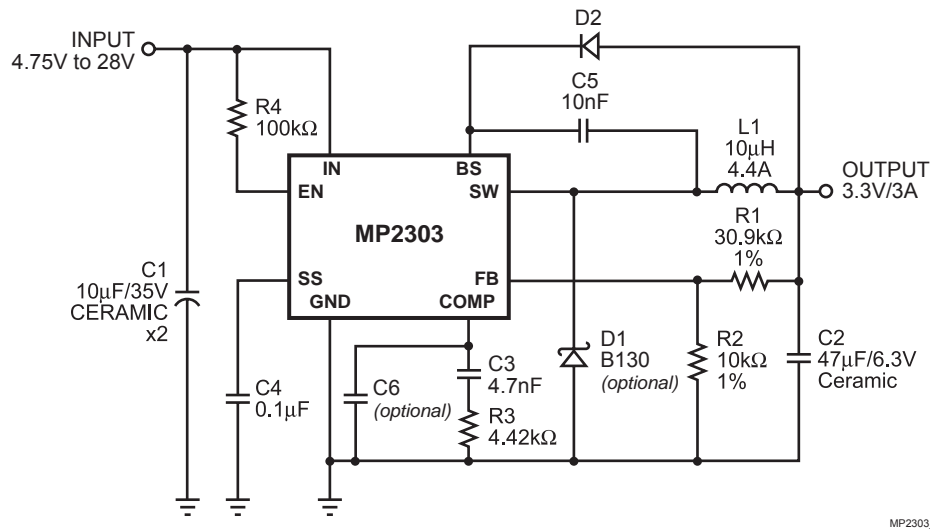 D2
INPUT
4.75V to 28V
C5
10nF
R4
100kΩ
L1
10µH
4.4A
IN
BS
OUTPUT
3.3V/3A
EN
SW
MP2303
R1
30.9kΩ
1%
C1
10µF/35V
CERAMIC
x2
SS
FB
GND
COMP
D1
B130
(optional)
R2
10kΩ
1%
C2
47µF/6.3V
Ceramic
C3
4.7nF
C4
0.1µF
C6
(optional)
R3
4.42kΩ
MP2303_